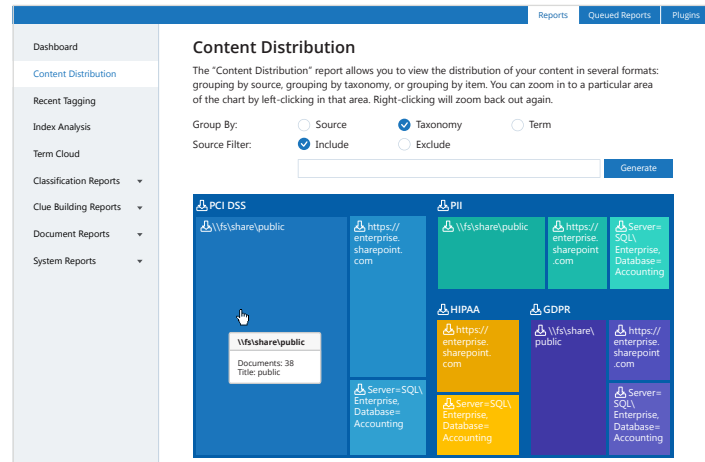 Reports
Queued Reports
Plugins
Dashboard
Content Distribution
Recent Tagging
Index Analysis
Term Cloud
Classification Reports
Clue Building Reports
Document Reports
System Reports
Content Distribution
The “Content Distribution” report allows you to view the distribution of your content in several formats:
grouping by source, grouping by taxonomy, or grouping by item. You can zoom in to a particular area
of the chart by left-clicking in that area. Right-clicking will zoom back out again.
Group By:
Source
Taxonomy
Term
Source Filter:
Include
Exclude
Generate
PCI DSS
\\fs\share\public
https://
enterprise.
sharepoint.
com
Server=SQL\
Enterprise,
Database=
Accounting
\\fs\share\public
Documents: 38
Title: public
PII
\\fs\share\public
https://
enterprise.
sharepoint
.com
Server=
SQL\
Enterprise,
Database=
Accounting
HIPAA
https://
enterprise.
sharepoint.
com
Server=SQL\
Enterprise,
Database=
Accounting
GDPR
\\fs\share\
public
https://
enterprise.
sharepoint
.com
Server=
SQL\
Enterprise,
Database=
Accounting